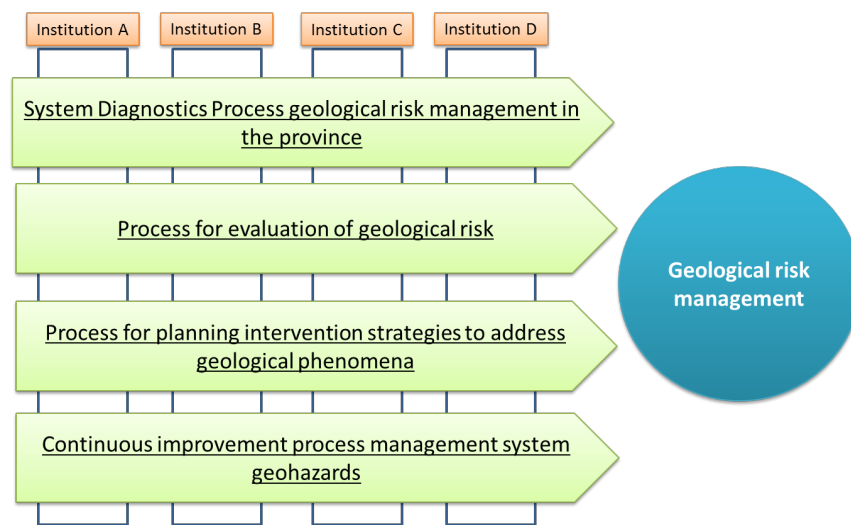 Institution A
Institution B
Institution C
Institution D
System Diagnostics Process geological risk management in
the province
Process for evaluation of geological risk
Geological risk
management
Process for planning intervention strategies to address
geological phenomena
Continuous improvement process management system
geohazards